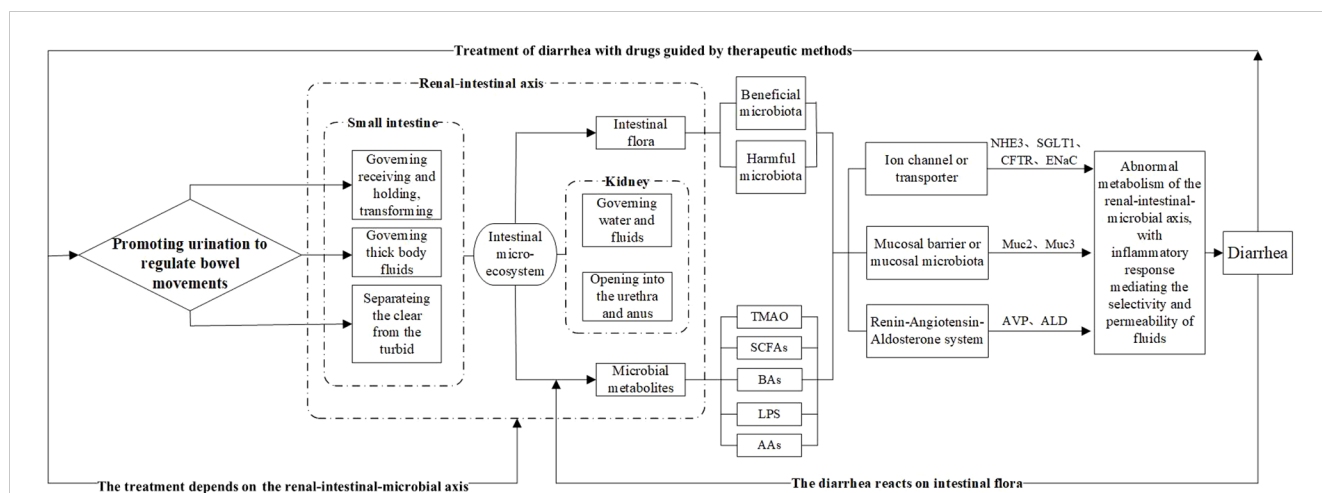 Treatment of diarrhea with drugs guided by therapeutic methods
Renal-intestinal axis
Small intestine
Governing
receiving and
holding,
transforming
Governing
thick body
fluids
Separateing
the clear
from the
turbid
Promoting urination to
regulate bowel
movements
Intestinal
micro-
ecosystem
Intestinal
flora
Kidney
Governing
water and
fluids
Opening into
the urethra
and anus
Microbial
metabolites
Beneficial
microbiota
Harmful
microbiota
TMAO
SCFAs
BAs
LPS
AAs
Ion channel or
transporter
NHE3、SGLT1、
CFTR、ENaC
Mucosal barrier or
mucosal microbiota
Muc2、Muc3
Renin-Angiotensin-
Aldosterone system
AVP、ALD
Abnormal
metabolism of the
renal-intestinal-
microbial axis,
with
inflammatory
response
mediating the
selectivity and
permeability of
fluids
Diarrhea
The treatment depends on the renal-intestinal-microbial axis
The diarrhea reacts on intestinal flora